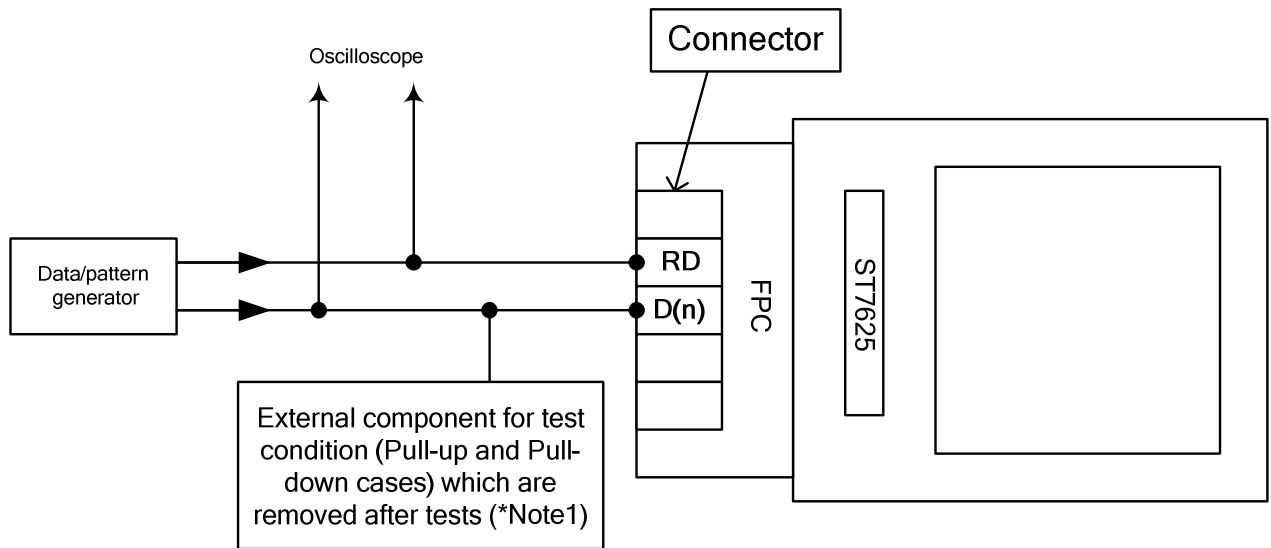 Oscilloscope
Connector
Data/pattern
generator
RD
D(n)
FPC
ST7625
External component for test
condition (Pull-up and Pull-
down cases) which are
removed after tests (*Note1)